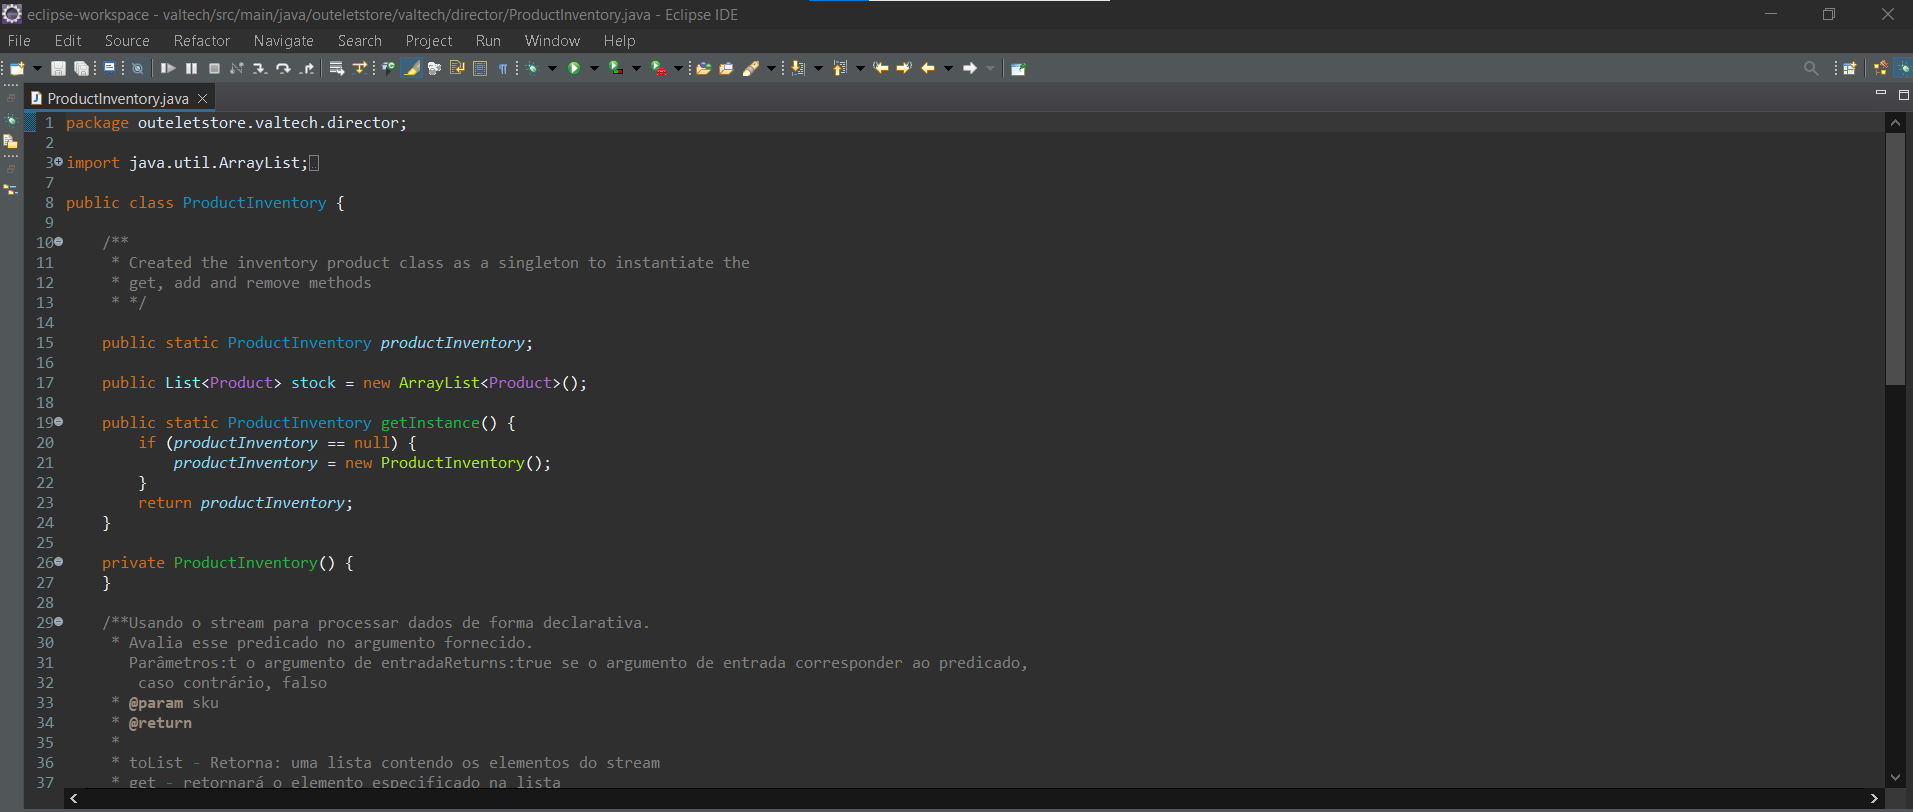 eclipse-workspace - valtech/src/main/java/outeletstore/valtech/director/ProductInventory.java - Eclipse IDE
File Edit Source Refactor Navigate Search Project Run Window Help
ProductInventory.java
1 package outeletstore.valtech.director;
2
3 import java.util.ArrayList;
7
8 public class ProductInventory {
9
10 /**
11 * Created the inventory product class as a singleton to instantiate the
12 * get, add and remove methods
13 * */
14
15 public static ProductInventory productInventory;
16
17 public List<Product> stock = new ArrayList<Product>();
18
19 public static ProductInventory getInstance() {
20 if (productInventory == null) {
21 productInventory = new ProductInventory();
22 }
23 return productInventory;
24 }
25
26 private ProductInventory() {
27 }
28
29 /**Usando o stream para processar dados de forma declarativa.
30 * Avalia esse predicado no argumento fornecido.
31 Parâmetros:t o argumento de entradaReturns:true se o argumento de entrada corresponder ao predicado,
32 caso contrário, falso
33 * @param sku
34 * @return
35 *
36 * toList - Retorna: uma lista contendo os elementos do stream
37 * get - retornará o elemento especificado na lista